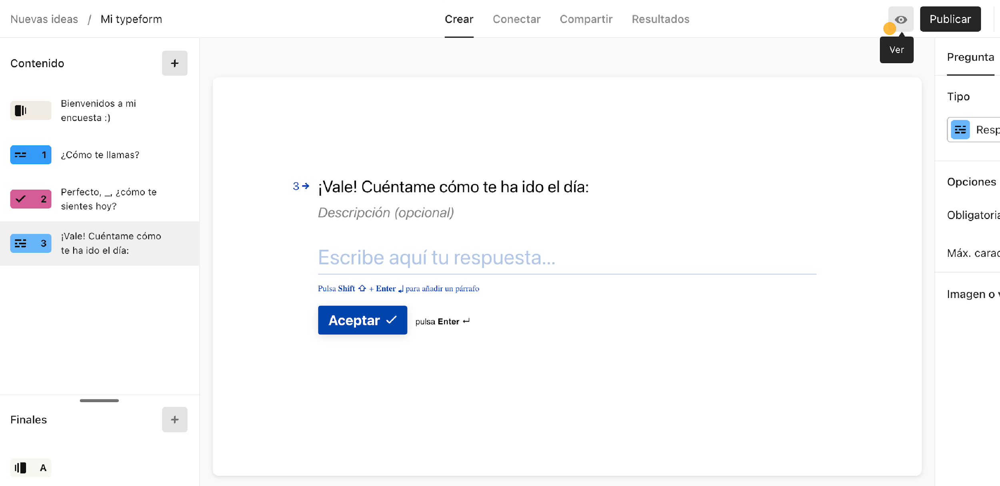 Nuevas ideas / Mi typeform
Crear
Conectar
Compartir
Resultados
Publicar
Ver
Contenido
+
Bienvenidos a mi
encuesta :)
1
¿Cómo te llamas?
2
Perfecto, _, ¿cómo te
sientes hoy?
3
¡Vale! Cuéntame cómo
te ha ido el día:
Finales
+
A
3
¡Vale! Cuéntame cómo te ha ido el día:
Descripción (opcional)
Escribe aquí tu respuesta...
Pulsa Shift ⇧ + Enter ↲ para añadir un párrafo
Aceptar ✓
pulsa Enter ↵
Pregunta
Tipo
Resp
Opciones
Obligatoria
Máx. carac
Imagen o v